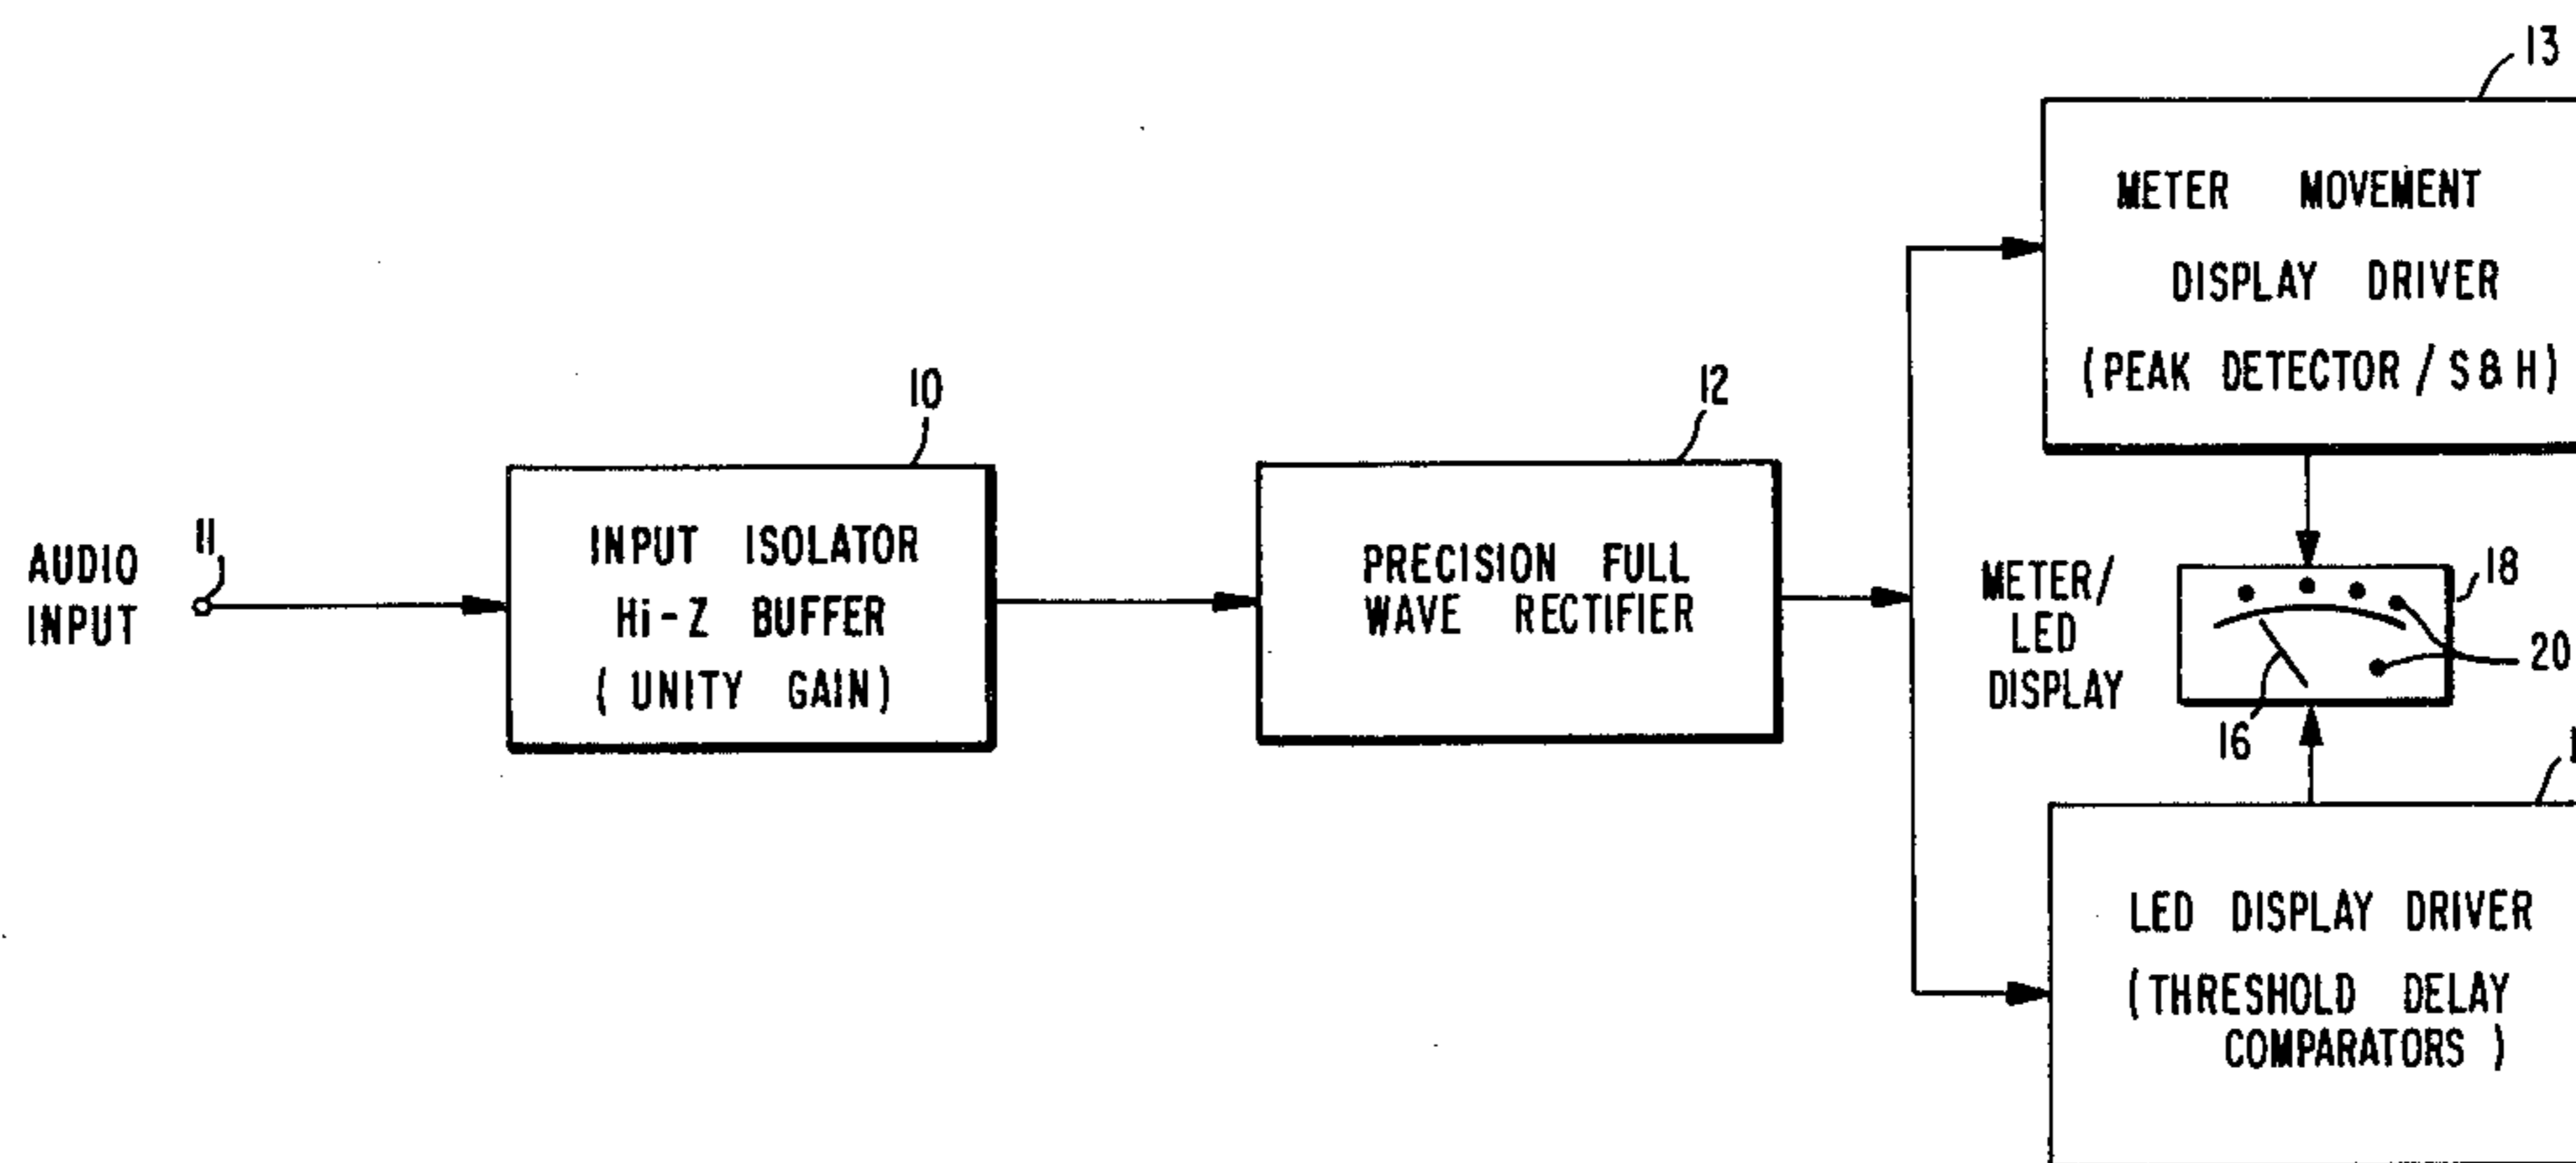 13
METER MOVEMENT
DISPLAY DRIVER
(PEAK DETECTOR / S & H)
10
12
11
AUDIO
INPUT
INPUT ISOLATOR
Hi-Z BUFFER
( UNITY GAIN)
PRECISION FULL
WAVE RECTIFIER
METER/
LED
DISPLAY
18
20
16
LED DISPLAY DRIVER
(THRESHOLD DELAY
COMPARATORS )